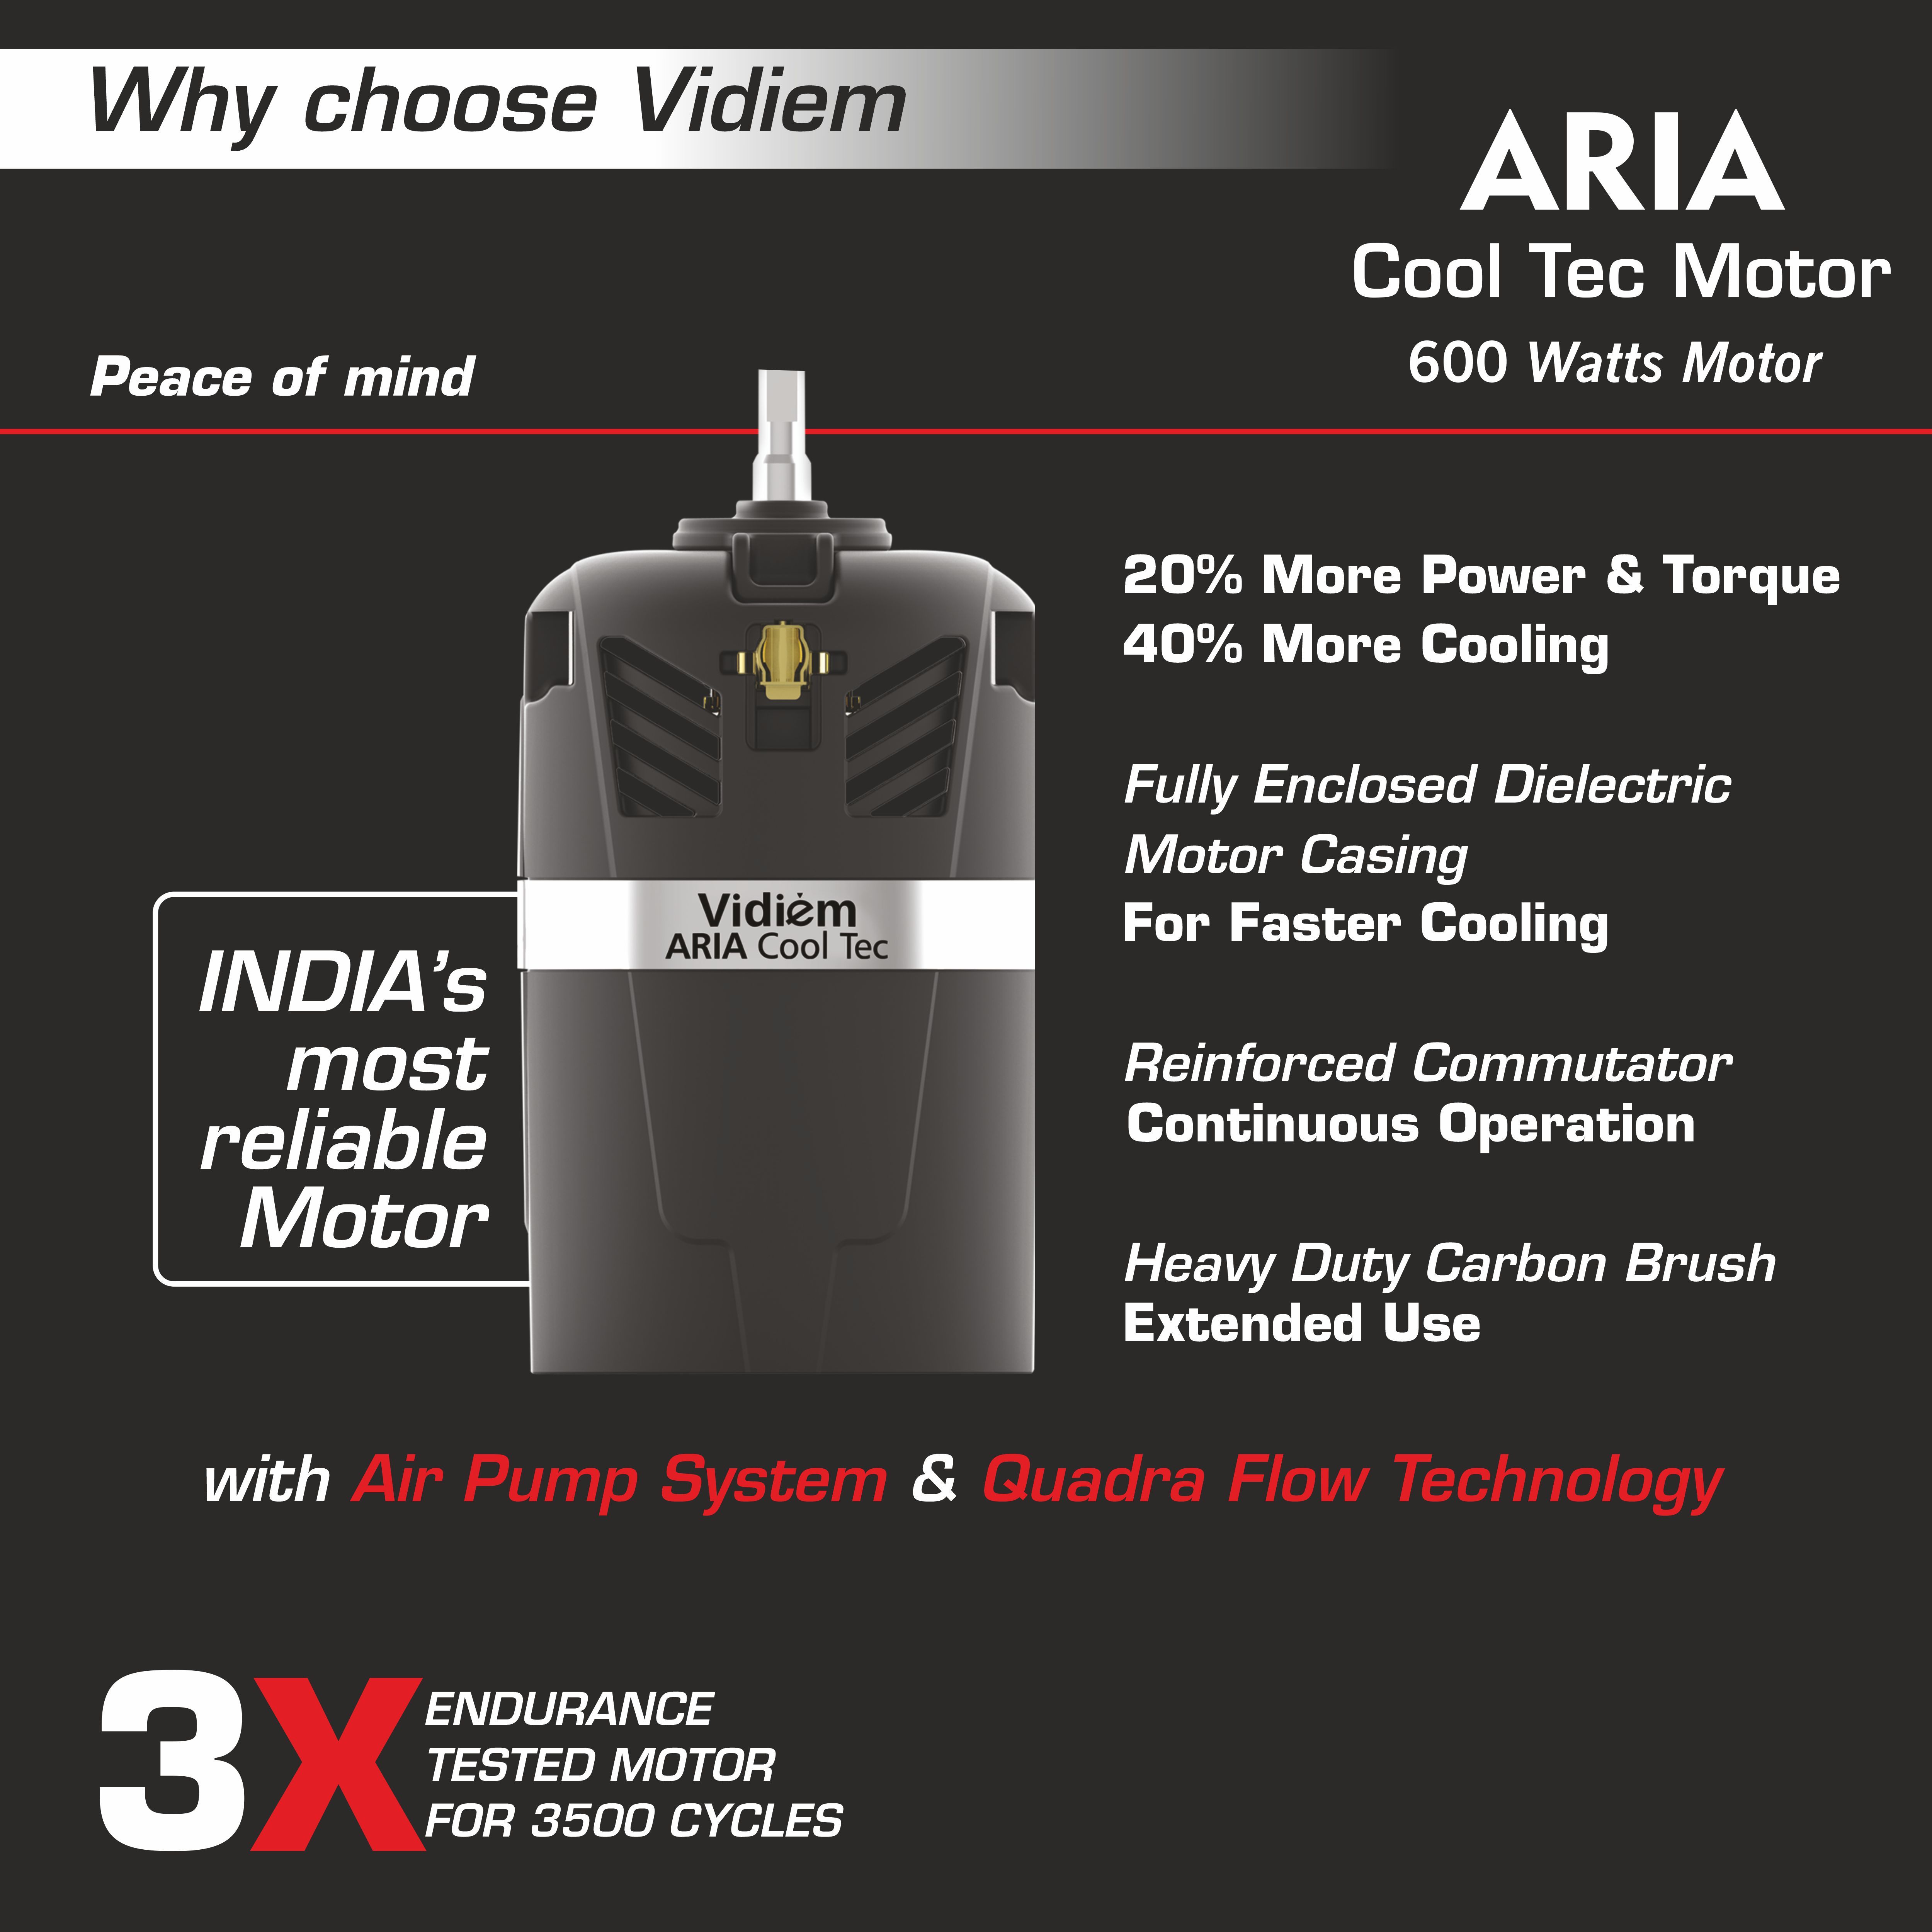 Why choose Vidiem
ARIA
Cool Tec Motor
600 Watts Motor
Peace of mind
20% More Power & Torque
40% More Cooling
Fully Enclosed Dielectric
Motor Casing
For Faster Cooling
Vidiem
ARIA Cool Tec
INDIA's
most
reliable
Motor
Reinforced Commutator
Continuous Operation
Heavy Duty Carbon Brush
Extended Use
with Air Pump System & Quadra Flow Technology
3X
ENDURANCE
TESTED MOTOR
FOR 3500 CYCLES